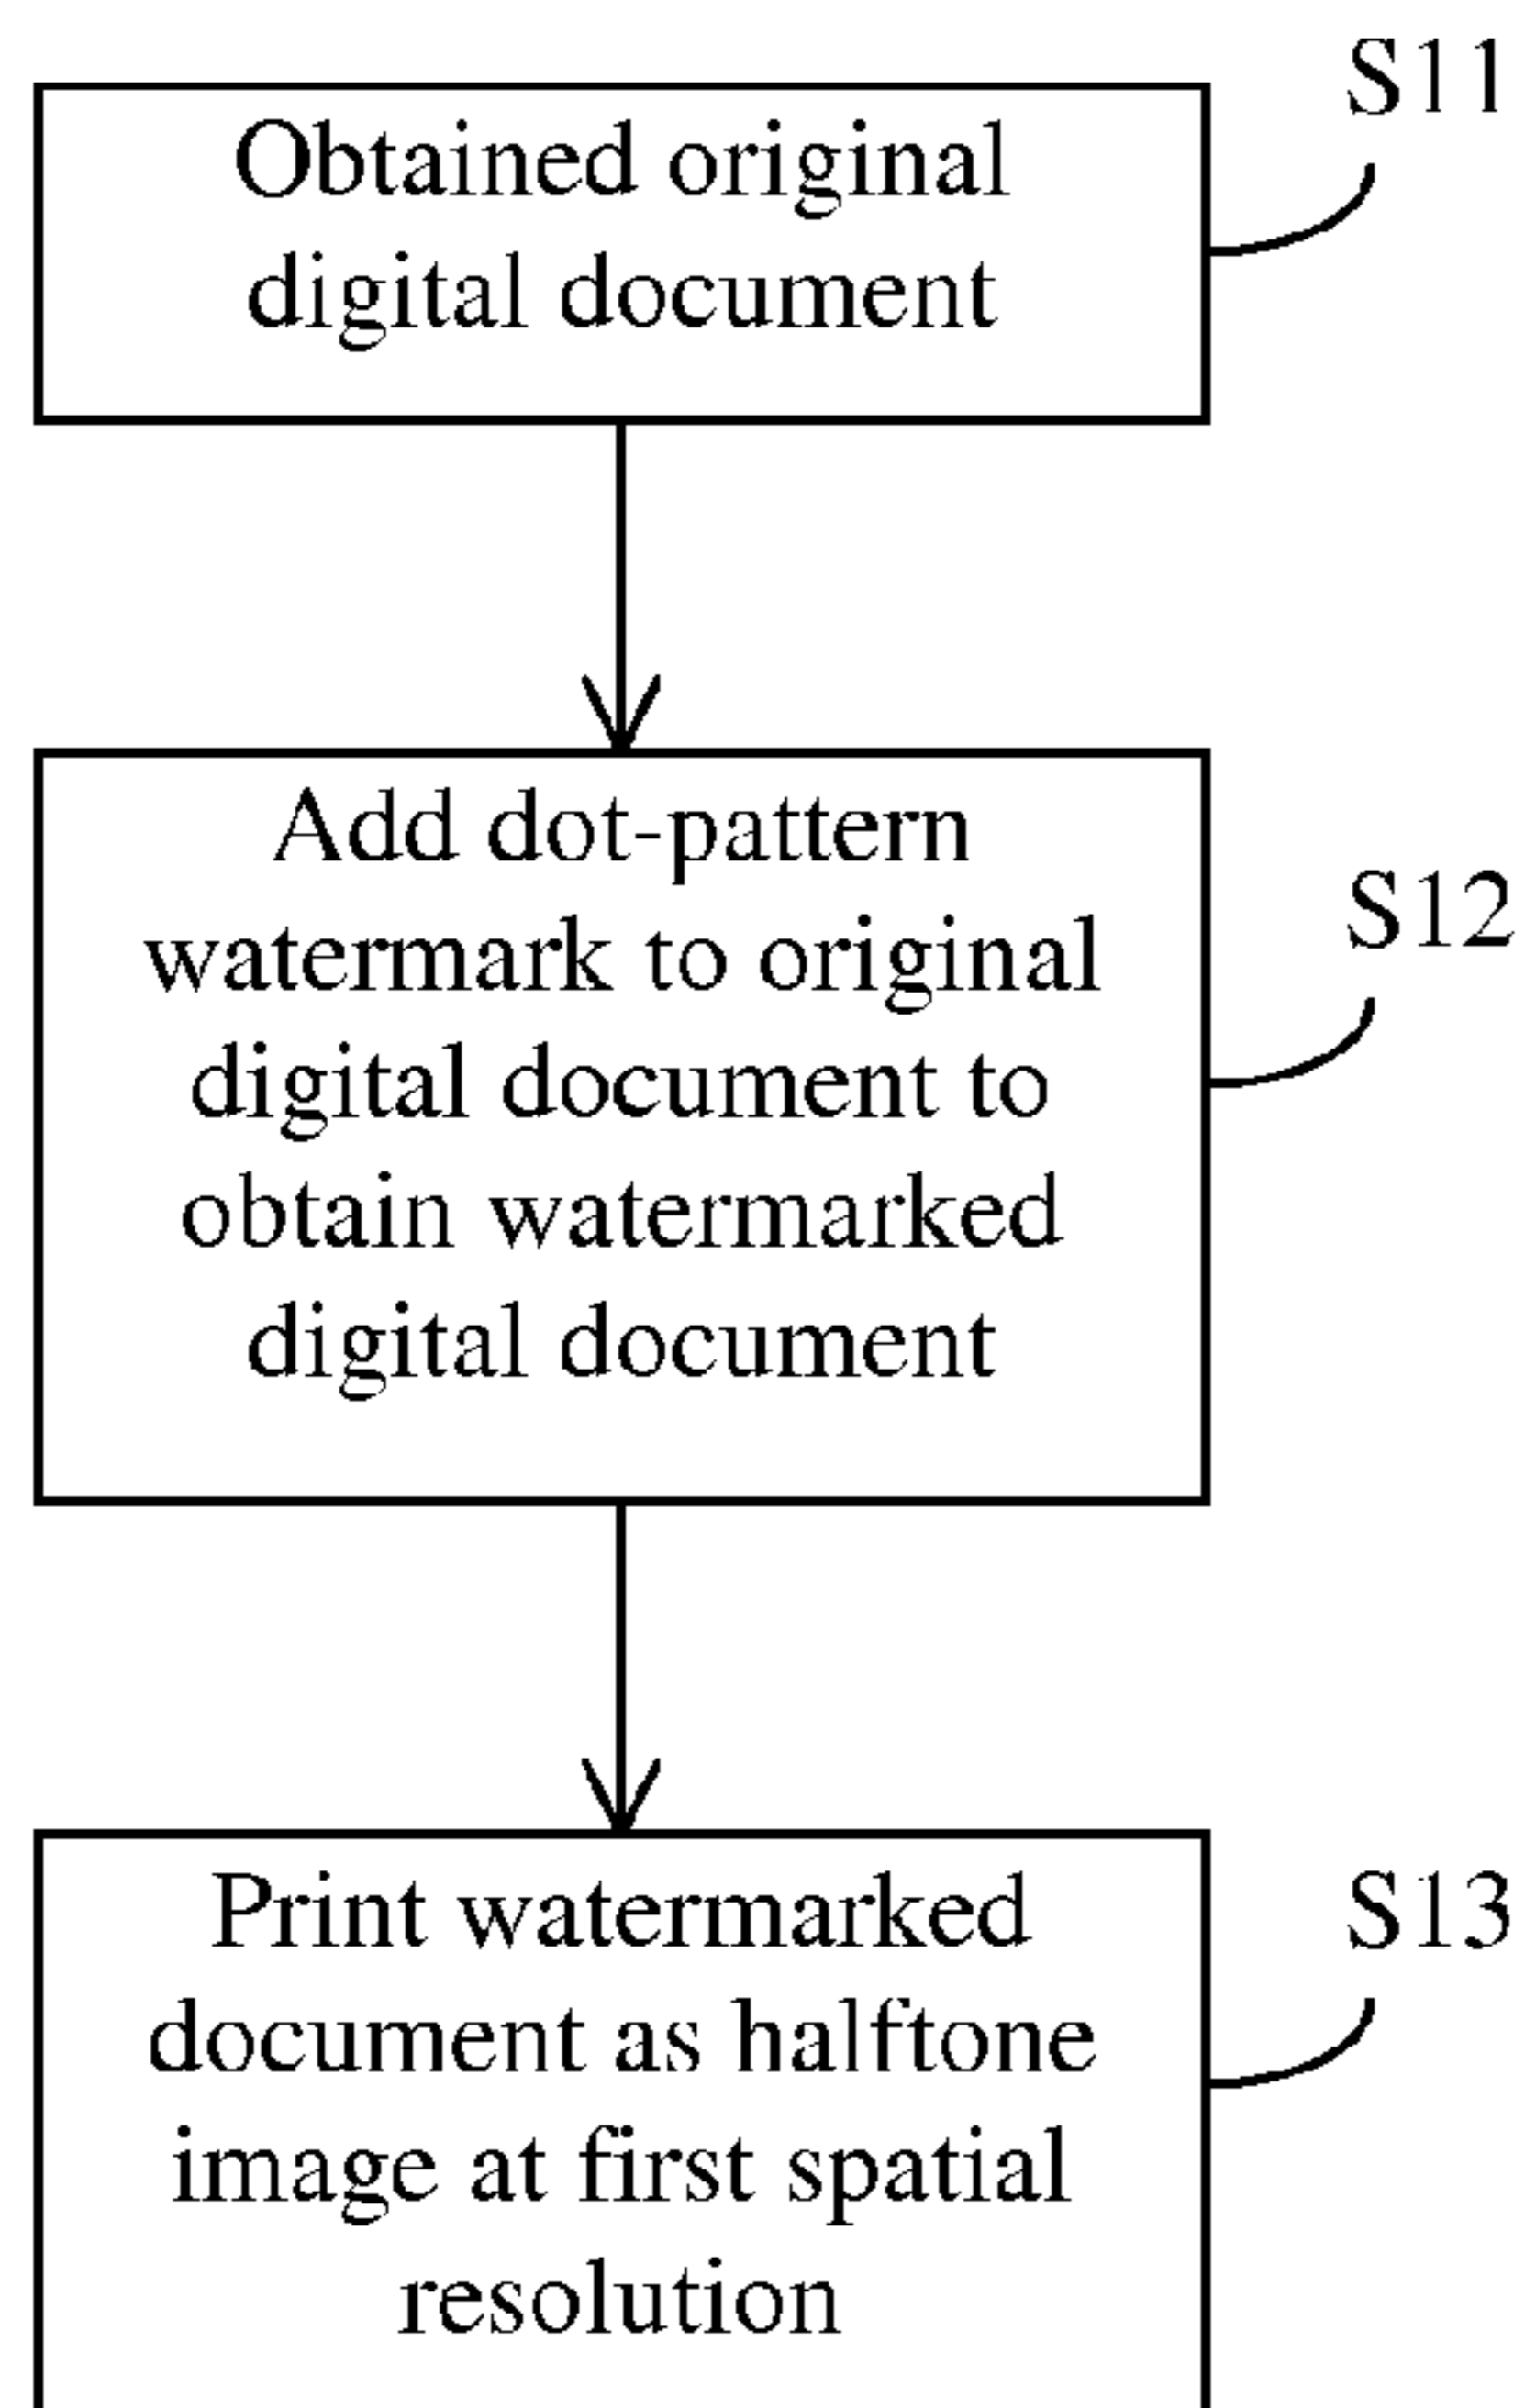 S11
Obtained original
digital document
Add dot-pattern
watermark to original
digital document to
obtain watermarked
digital document
S12
Print watermarked
document as halftone
image at first spatial
resolution
S13